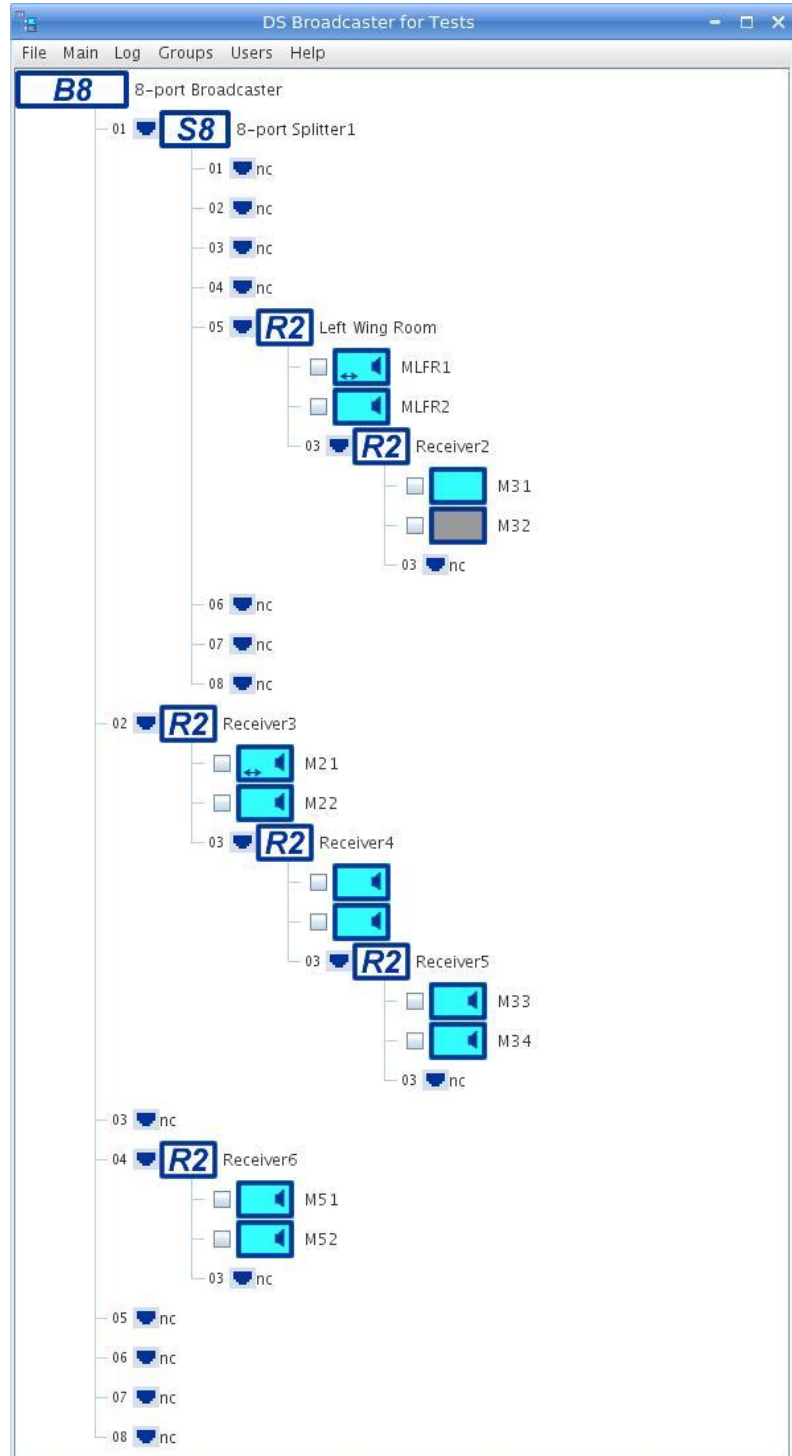 DS Broadcaster for Tests
File Main Log Groups Users Help
B8 8-port Broadcaster
01 S8 8-port Splitter1
01 nc
02 nc
03 nc
04 nc
05 R2 Left Wing Room
MLFR1
MLFR2
03 R2 Receiver2
M31
M32
03 nc
06 nc
07 nc
08 nc
02 R2 Receiver3
M21
M22
03 R2 Receiver4
03 R2 Receiver5
M33
M34
03 nc
03 nc
04 R2 Receiver6
M51
M52
03 nc
05 nc
06 nc
07 nc
08 nc